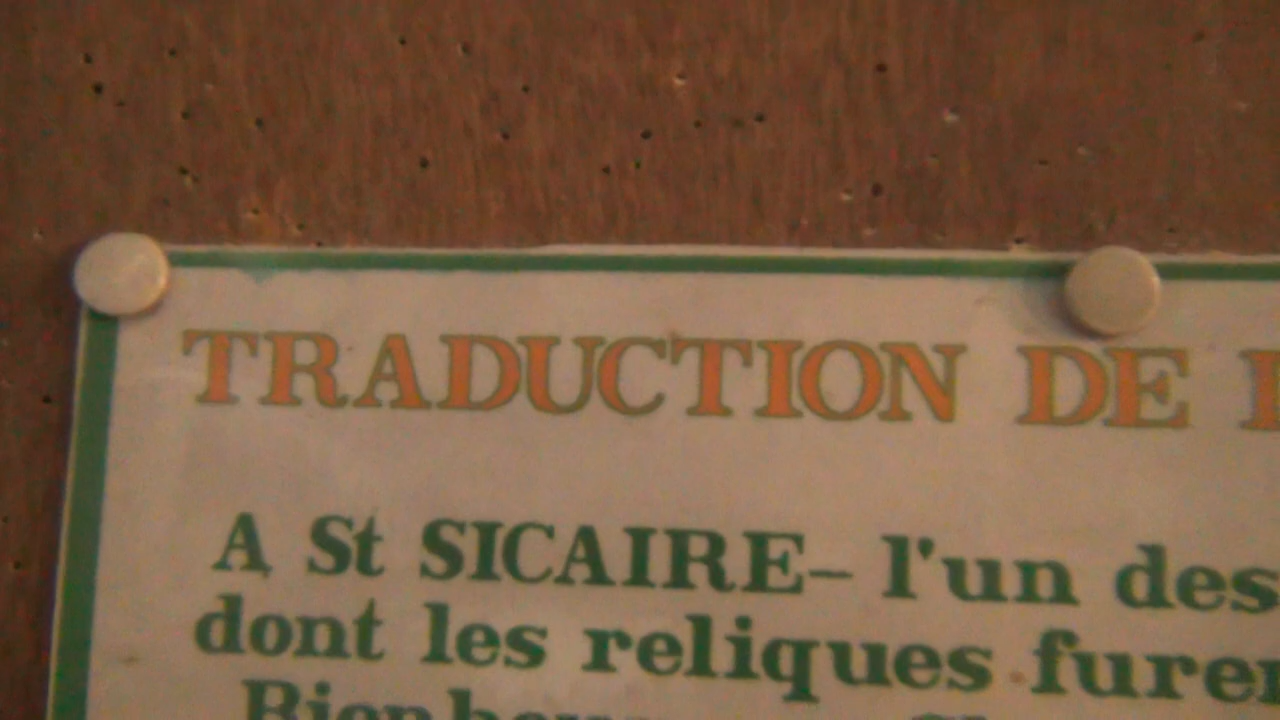 TRADUCTION DE
A St SICAIRE– l'un des
dont les reliques furen